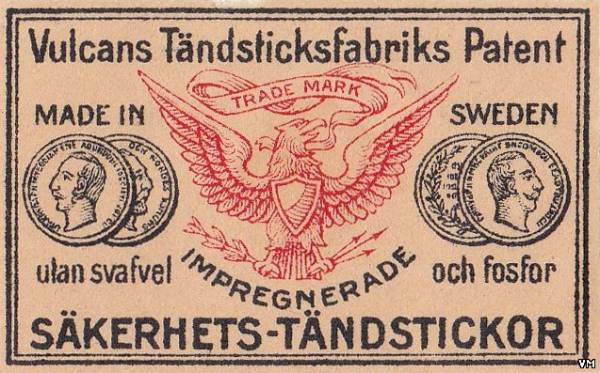 Vulcans Tändsticksfabriks Patent
TRADE MARK
MADE IN SWEDEN
utan svafvel och fosfor
IMPREGNERADE
SÄKERHETS-TÄNDSTICKOR
VM